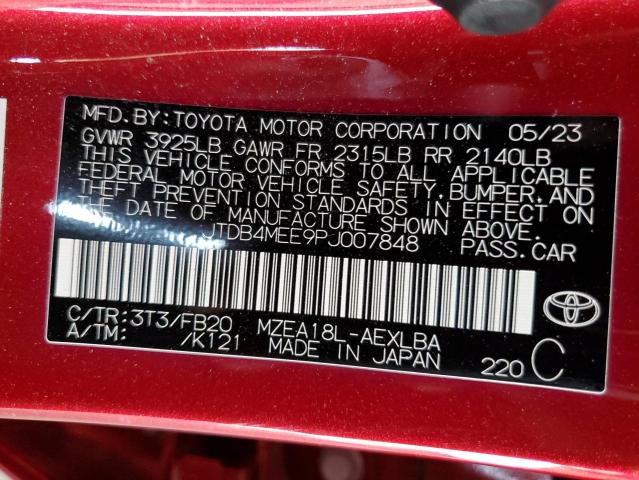 MFD.BY:TOYOTA MOTOR CORPORATION 05/23
GVWR 3925LB GAWR FR 2315LB RR 2140LB
THIS VEHICLE CONFORMS TO ALL APPLICABLE
FEDERAL MOTOR VEHICLE SAFETY,BUMPER,AND
THEFT PREVENTION STANDARDS IN EFFECT ON
THE DATE OF MANUFACTURE SHOWN ABOVE.
JTDB4MEE9PJ007848 PASS.CAR
C/TR:3T3/FB20 MZEA18L-AEXLBA
A/TM: /K121 MADE IN JAPAN 220 C